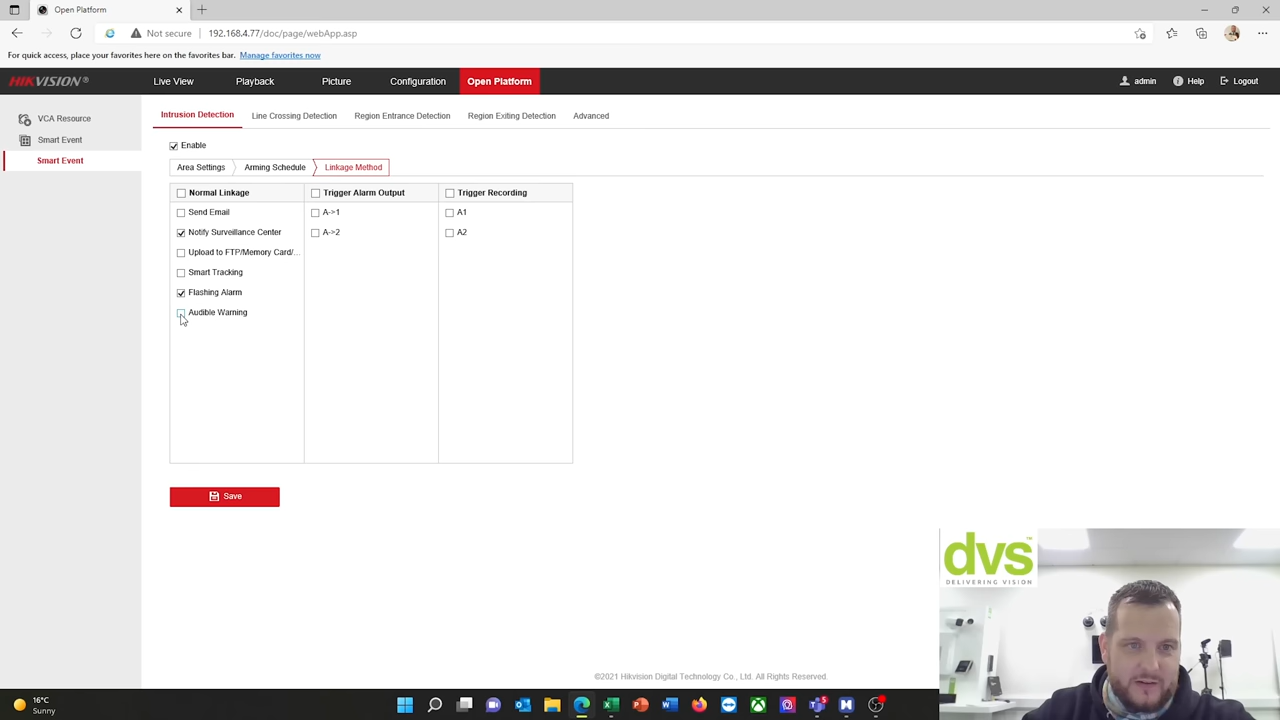 Open Platform
Not secure
192.168.4.77/doc/page/webApp.asp
For quick access, place your favorites here on the favorites bar. Manage favorites now
HIKVISION®
Live View
Playback
Picture
Configuration
Open Platform
admin
Help
Logout
VCA Resource
Smart Event
Smart Event
Intrusion Detection
Line Crossing Detection
Region Entrance Detection
Region Exiting Detection
Advanced
Enable
Area Settings
Arming Schedule
Linkage Method
Normal Linkage
Trigger Alarm Output
Trigger Recording
Send Email
A->1
A1
Notify Surveillance Center
A->2
A2
Upload to FTP/Memory Card/...
Smart Tracking
Flashing Alarm
Audible Warning
Save
dvs™
DELIVERING VISION
©2021 Hikvision Digital Technology Co., Ltd. All Rights Reserved.
16°C
Sunny